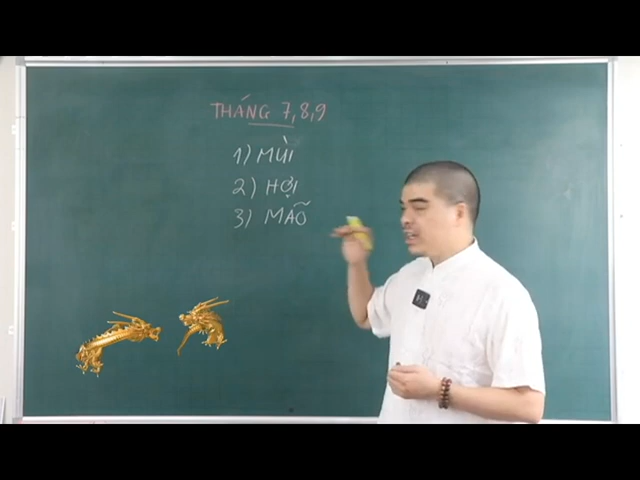 THÁNG 7,8,9
1) MÙI
2) HỢI
3) MÃO